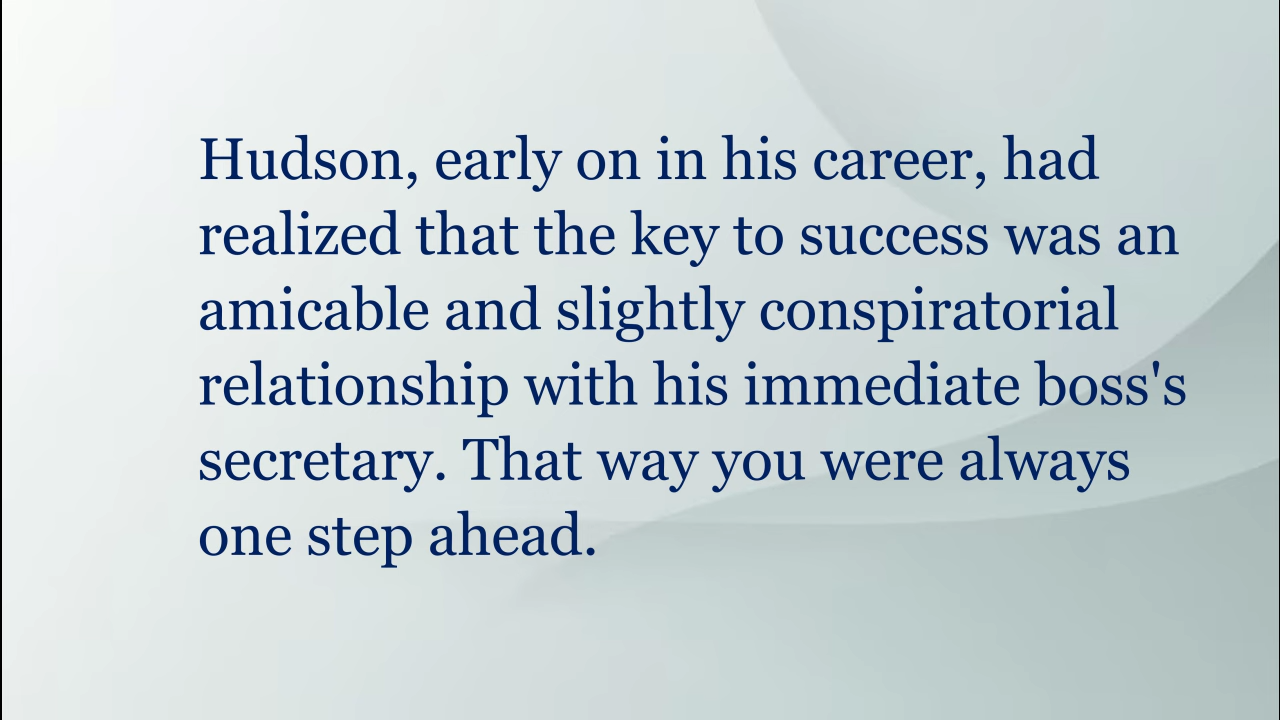 Hudson, early on in his career, had
realized that the key to success was an
amicable and slightly conspiratorial
relationship with his immediate boss's
secretary. That way you were always
one step ahead.